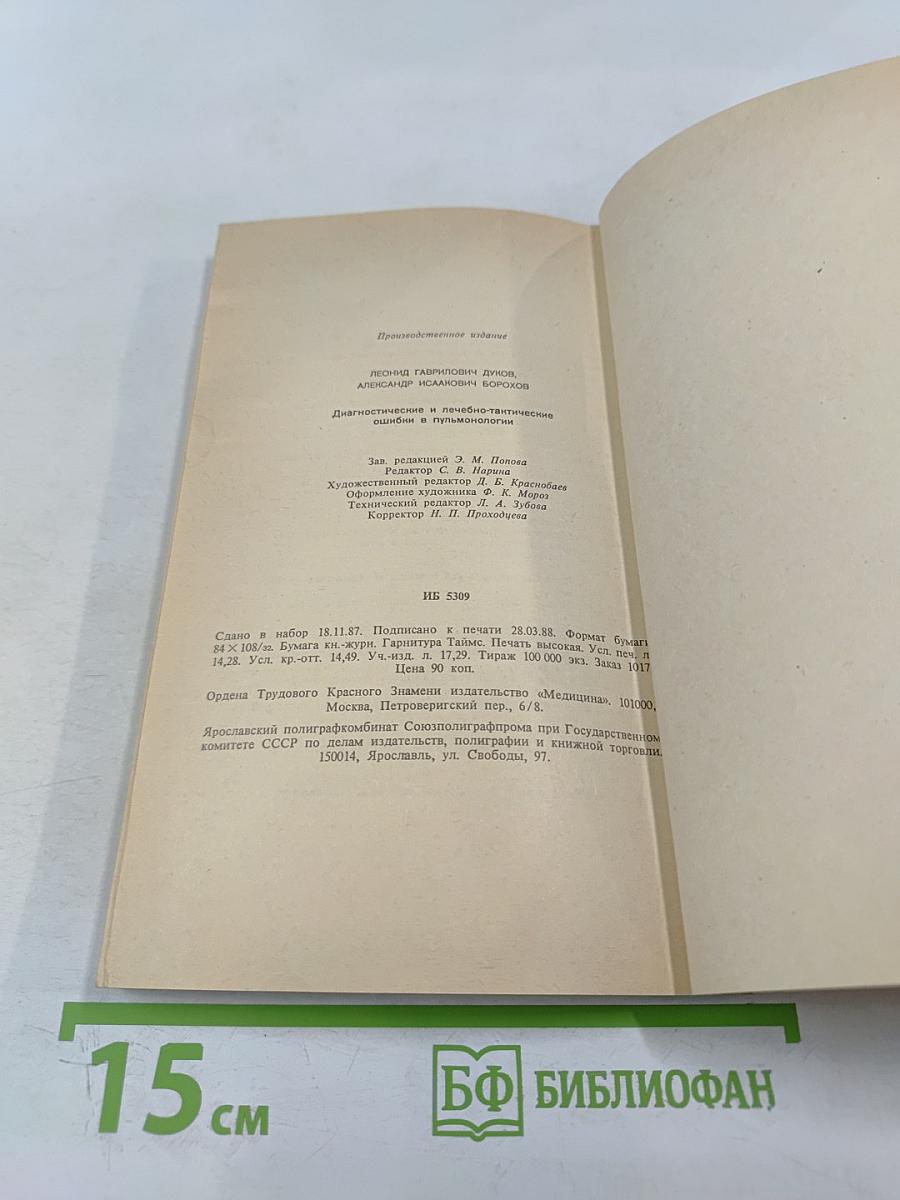 Производственное издание
ЛЕОНИД ГАВРИЛОВИЧ ДУКОВ,
АЛЕКСАНДР ИСААКОВИЧ БОРОХОВ
Диагностические и лечебно-тактические
ошибки в пульмонологии
Зав. редакцией Э. М. Попова
Редактор С. В. Нарина
Художественный редактор Д. Б. Краснобаев
Оформление художника Ф. К. Мороз
Технический редактор Л. А. Зубова
Корректор Н. П. Проходцева
ИБ 5309
Сдано в набор 18.11.87. Подписано к печати 28.03.88. Формат бумаги
84×108/32. Бумага кн.-журн. Гарнитура Таймс. Печать высокая. Усл. печ. л
14,28. Усл. кр.-отт. 14,49. Уч.-изд. л. 17,29. Тираж 100 000 экз. Заказ 1017
Цена 90 коп.
Ордена Трудового Красного Знамени издательство «Медицина». 101000,
Москва, Петроверигский пер., 6/8.
Ярославский полиграфкомбинат Союзполиграфпрома при Государственном
комитете СССР по делам издательств, полиграфии и книжной торговли.
150014, Ярославль, ул. Свободы, 97.
15 см
БФ БИБЛИОФАН